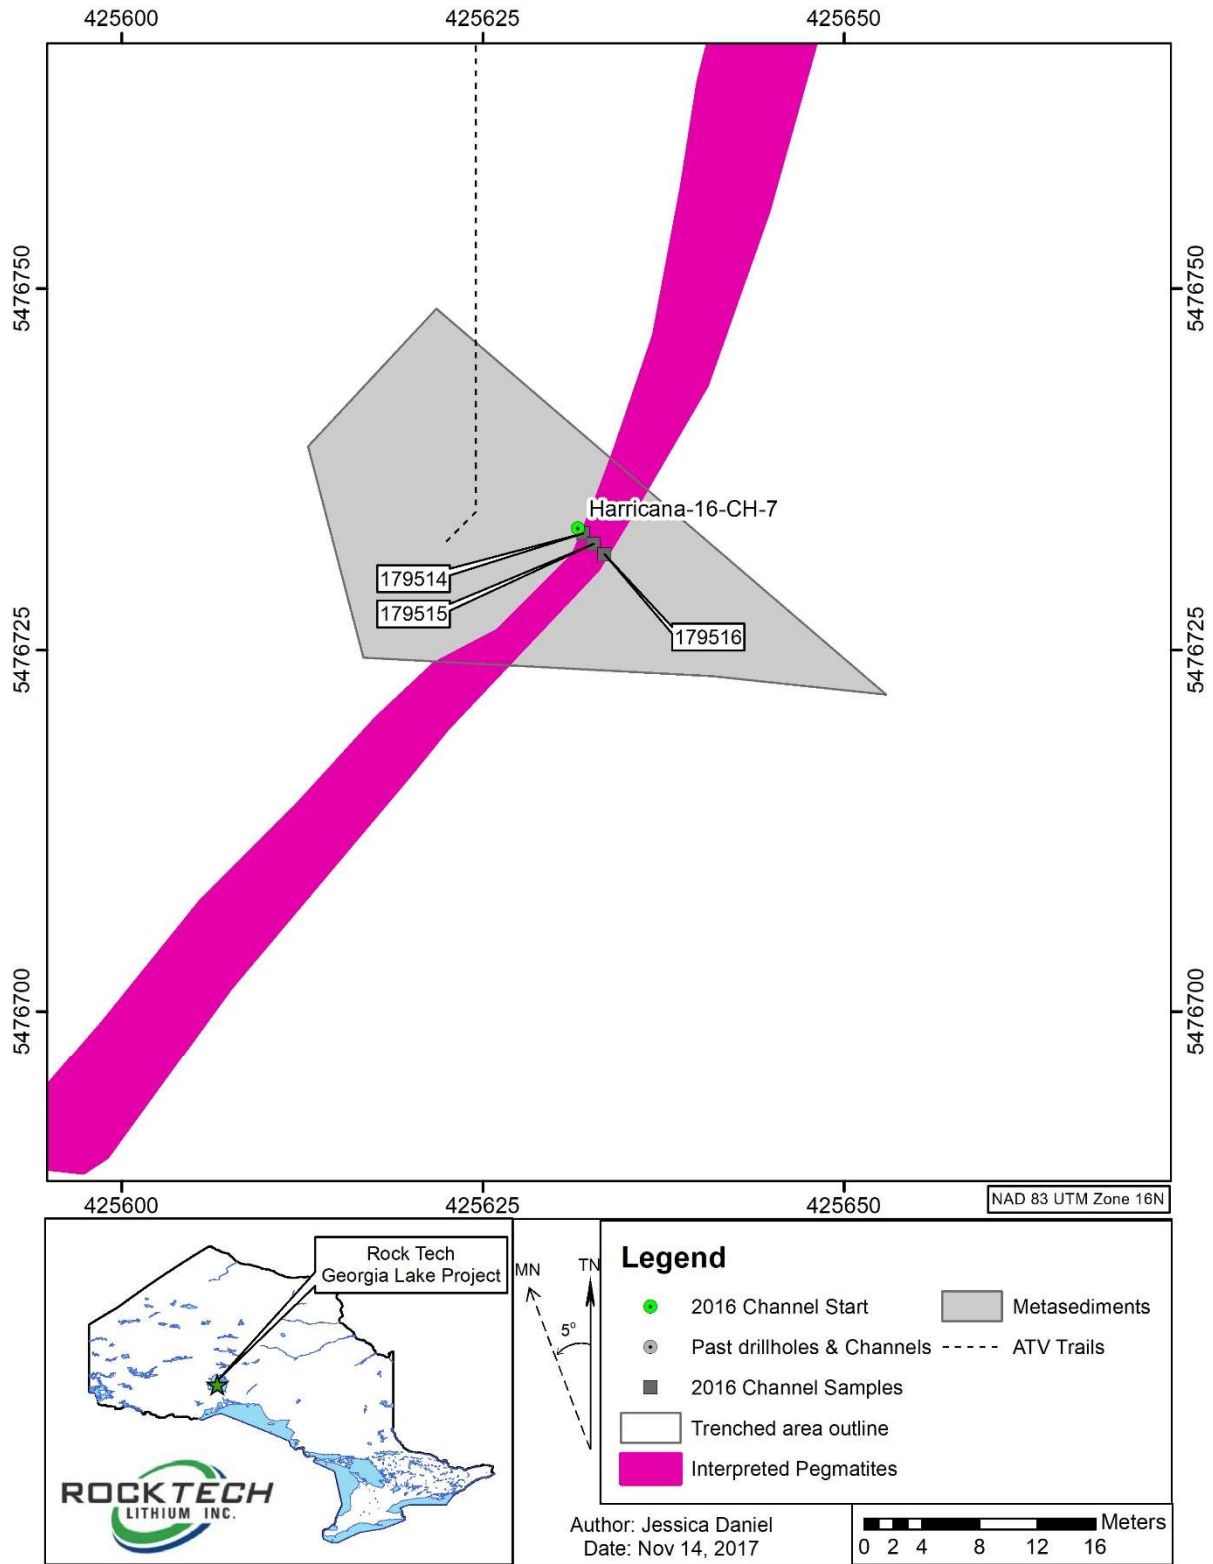 425600 425625 425650
5476750 5476750
Harricana-16-CH-7
179514
179515
179516
5476725 5476725
5476700 5476700
425600 425625 425650
NAD 83 UTM Zone 16N
Rock Tech
Georgia Lake Project
ROCKTECH
LITHIUM INC.
MN TN
5°
Legend
2016 Channel Start
Past drillholes & Channels
2016 Channel Samples
Trenched area outline
Interpreted Pegmatites
Metasediments
ATV Trails
Author: Jessica Daniel
Date: Nov 14, 2017
Meters
0 2 4 8 12 16